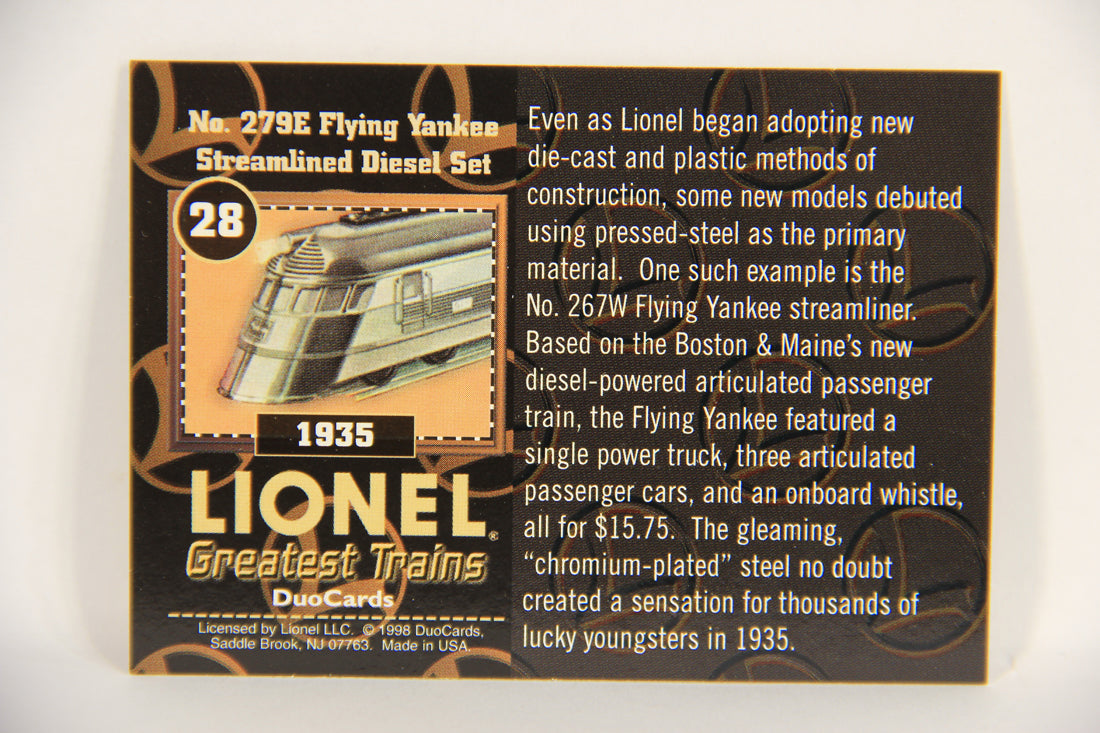 No. 279E Flying Yankee
Streamlined Diesel Set
28
1935
LIONEL®
Greatest Trains
DuoCards
Licensed by Lionel LLC. © 1998 DuoCards,
Saddle Brook, NJ 07763. Made in USA.
Even as Lionel began adopting new
die-cast and plastic methods of
construction, some new models debuted
using pressed-steel as the primary
material. One such example is the
No. 267W Flying Yankee streamliner.
Based on the Boston & Maine's new
diesel-powered articulated passenger
train, the Flying Yankee featured a
single power truck, three articulated
passenger cars, and an onboard whistle,
all for $15.75. The gleaming,
“chromium-plated” steel no doubt
created a sensation for thousands of
lucky youngsters in 1935.